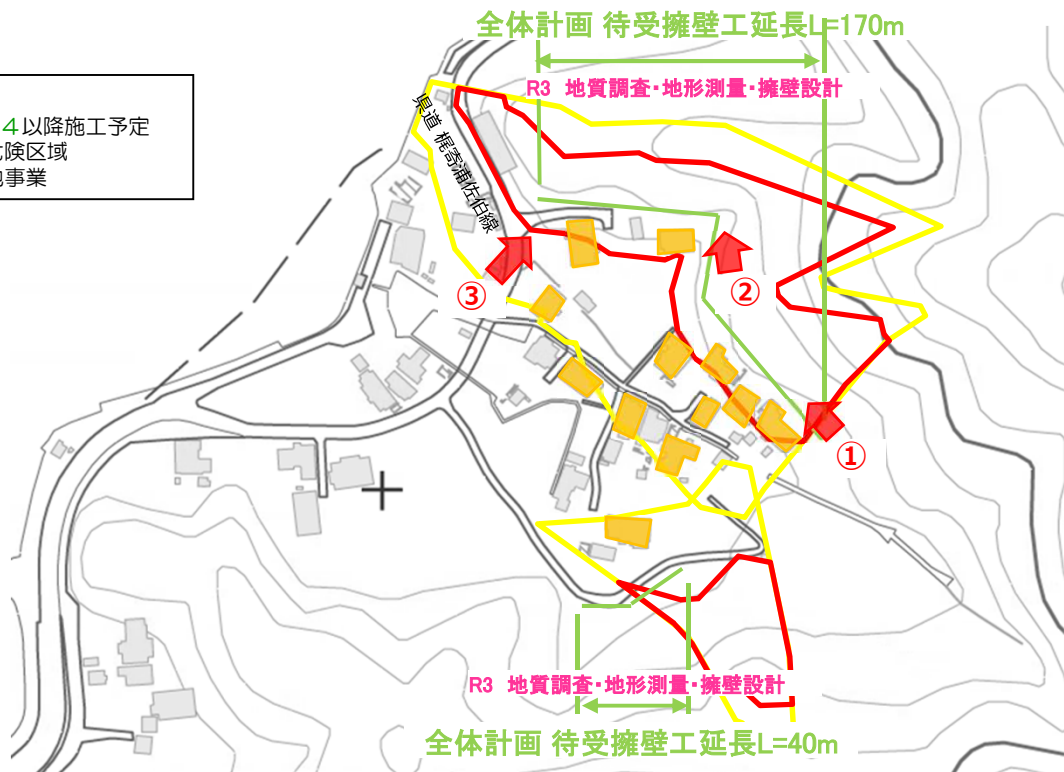 全体計画 待受擁壁工延長L=170m
R3 地質調査・地形測量・擁壁設計
4以降施工予定
険区域
事業
県道 梶寄浦佐伯線
③
②
①
R3 地質調査・地形測量・擁壁設計
全体計画 待受擁壁工延長L=40m